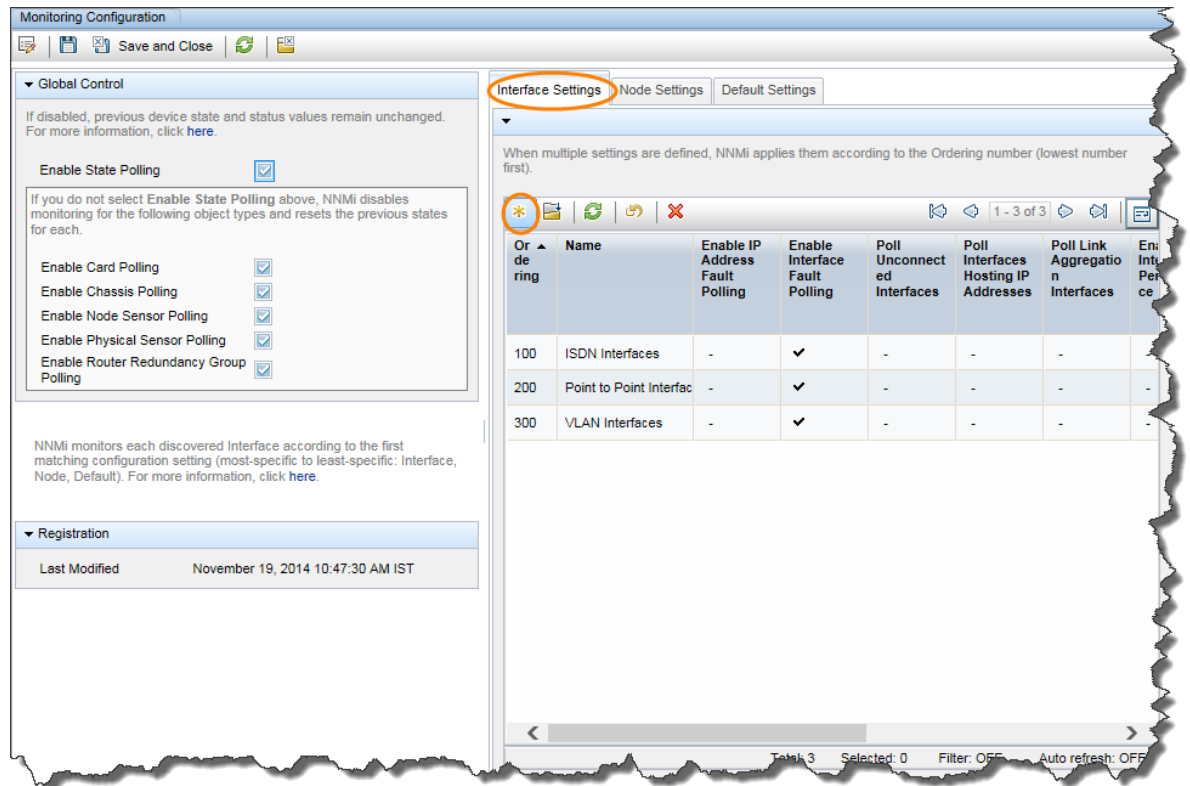 Monitoring Configuration
Save and Close
Global Control
If disabled, previous device state and status values remain unchanged.
For more information, click here.
Enable State Polling
If you do not select Enable State Polling above, NNMi disables
monitoring for the following object types and resets the previous states
for each.
Enable Card Polling
Enable Chassis Polling
Enable Node Sensor Polling
Enable Physical Sensor Polling
Enable Router Redundancy Group
Polling
NNMi monitors each discovered Interface according to the first
matching configuration setting (most-specific to least-specific: Interface,
Node, Default). For more information, click here.
Registration
Last Modified November 19, 2014 10:47:30 AM IST
Interface Settings Node Settings Default Settings
When multiple settings are defined, NNMi applies them according to the Ordering number (lowest number
first).
1 - 3 of 3
Or Name Enable IP Enable Poll Poll Poll Link
de Address Interface Unconnect Interfaces Aggregatio
ring Fault Fault ed Hosting IP n
Polling Polling Interfaces Addresses Interfaces ce
100 ISDN Interfaces - ✔ - - - -
200 Point to Point Interfac - ✔ - - - -
300 VLAN Interfaces - ✔ - - - -
Total: 3 Selected: 0 Filter: OFF Auto refresh: OFF